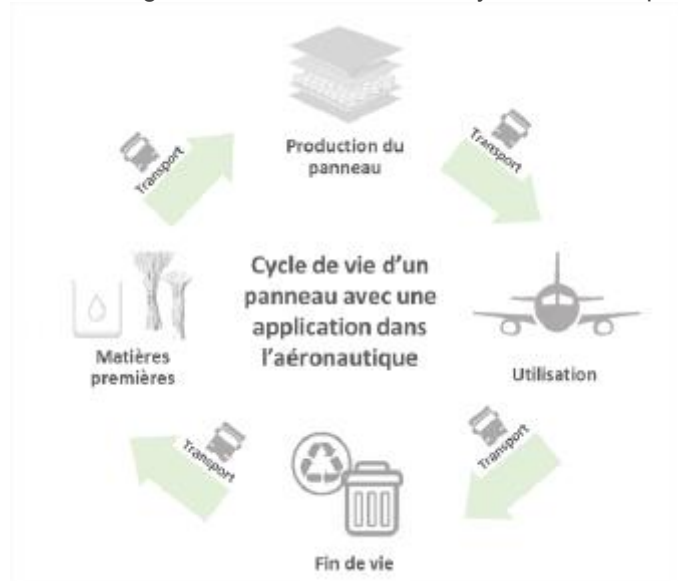 Production du
panneau
Transport
Transport
Cycle de vie d'un
panneau avec une
application dans
l'aéronautique
Matières
premières
Utilisation
Transport
Transport
Fin de vie